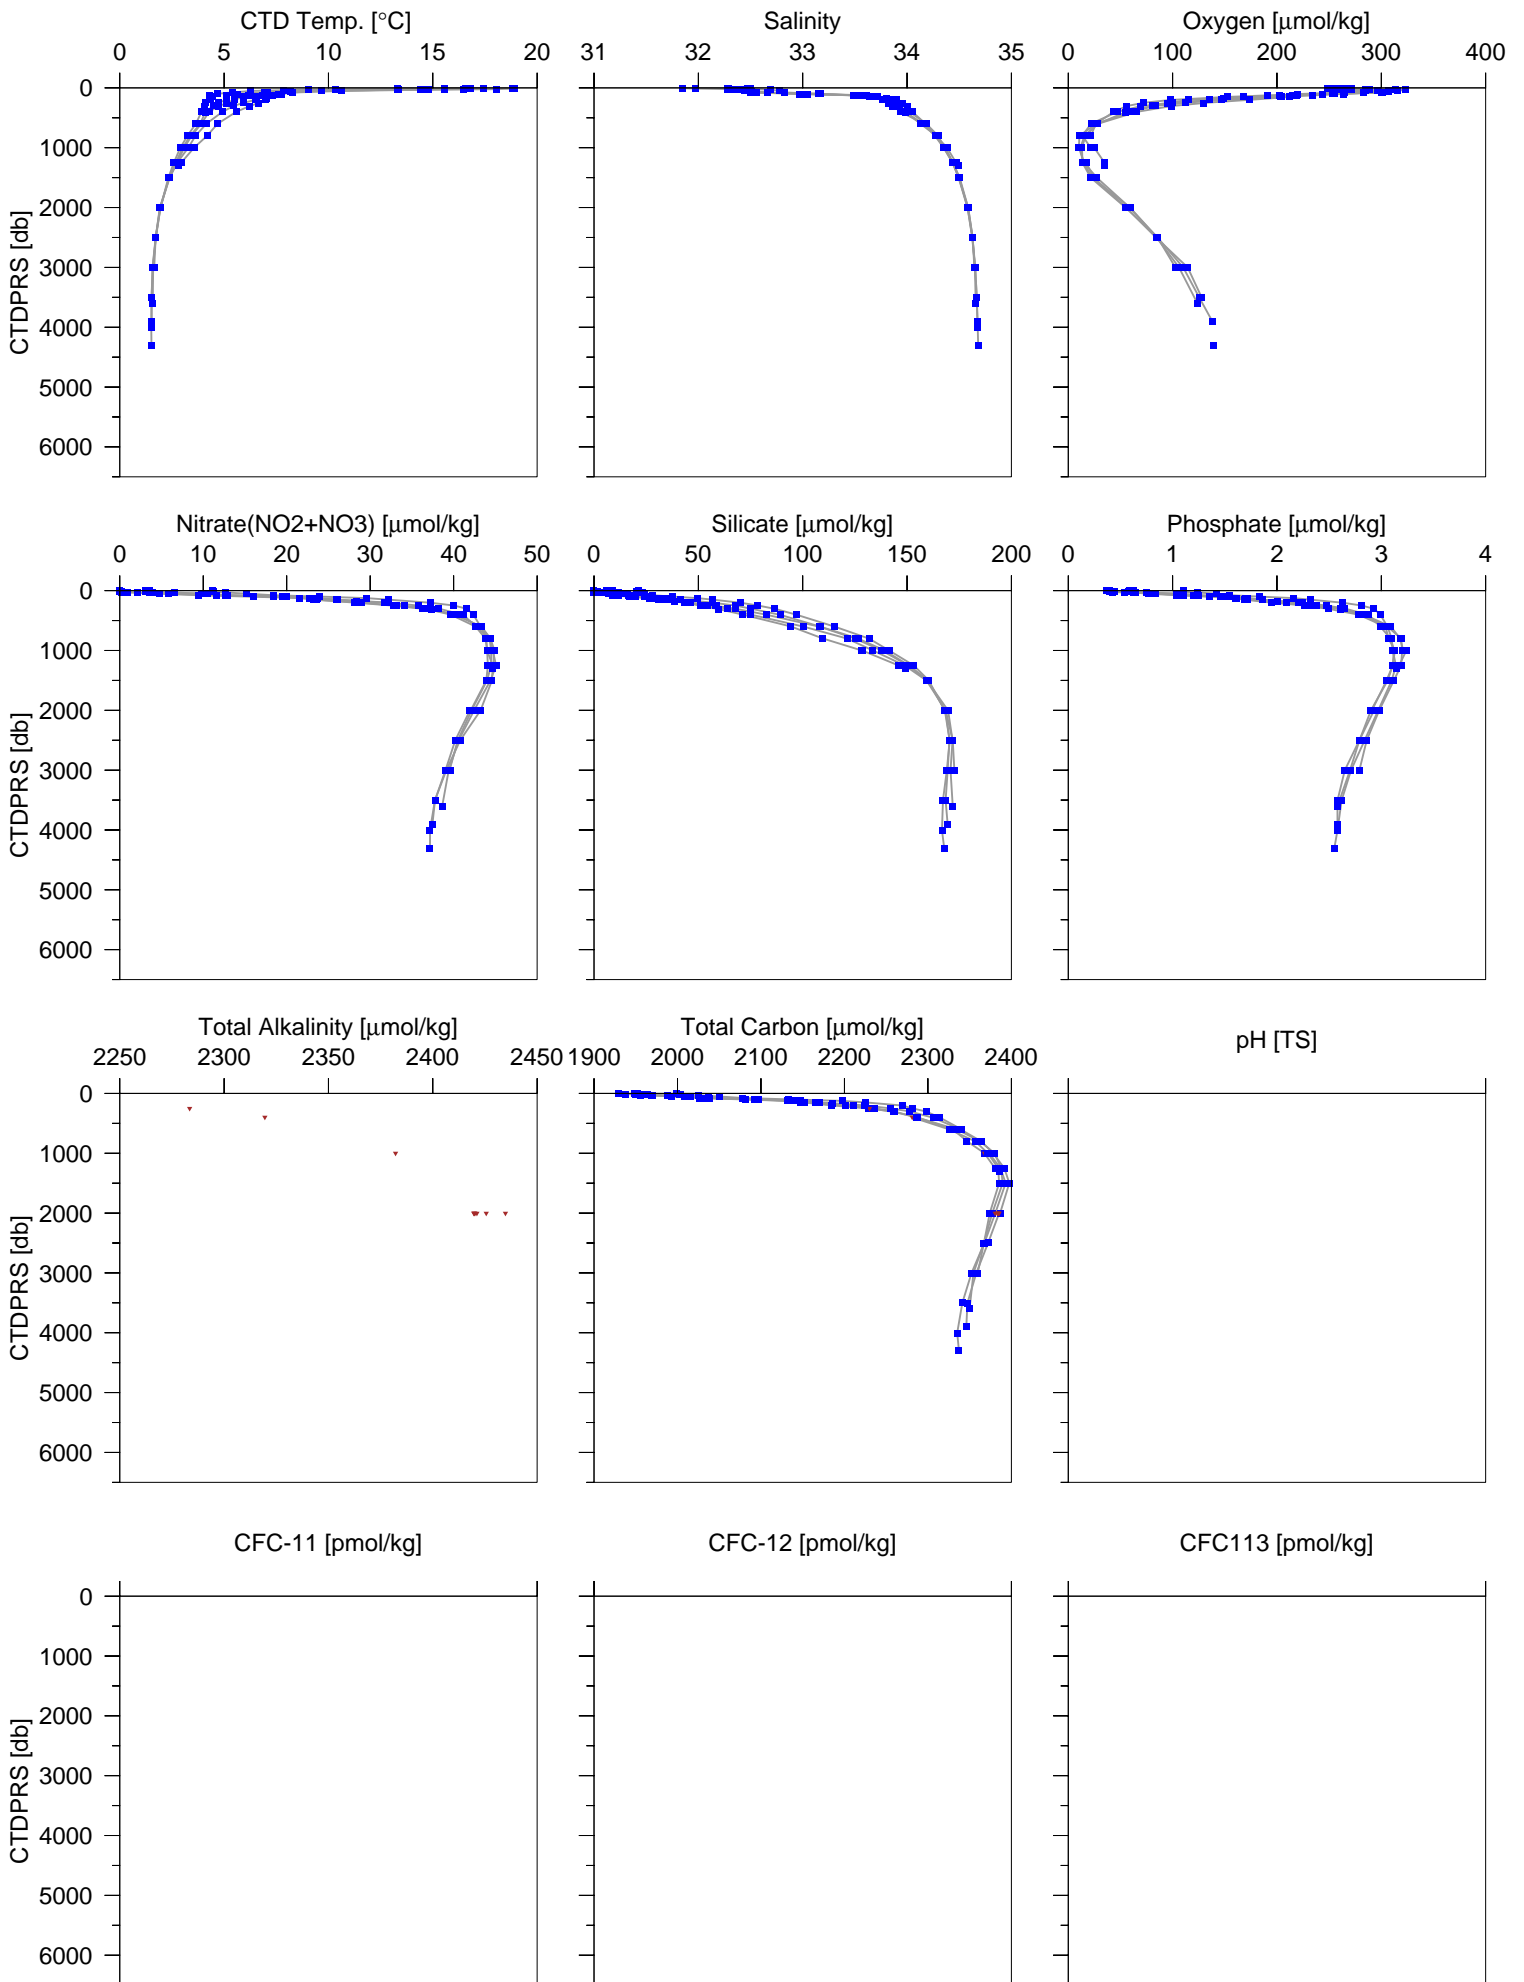 CTD Temp. [°C] Salinity Oxygen [μmol/kg]
0 5 10 15 20 31 32 33 34 35 0 100 200 300 400
0
1000
2000
3000
4000
5000
6000
CTDPRS [db]
Nitrate(NO2+NO3) [μmol/kg] Silicate [μmol/kg] Phosphate [μmol/kg]
0 10 20 30 40 50 0 50 100 150 200 0 1 2 3 4
0
1000
2000
3000
4000
5000
6000
CTDPRS [db]
Total Alkalinity [μmol/kg] Total Carbon [μmol/kg] pH [TS]
2250 2300 2350 2400 2450 1900 2000 2100 2200 2300 2400
0
1000
2000
3000
4000
5000
6000
CTDPRS [db]
CFC-11 [pmol/kg] CFC-12 [pmol/kg] CFC113 [pmol/kg]
0
1000
2000
3000
4000
5000
6000
CTDPRS [db]